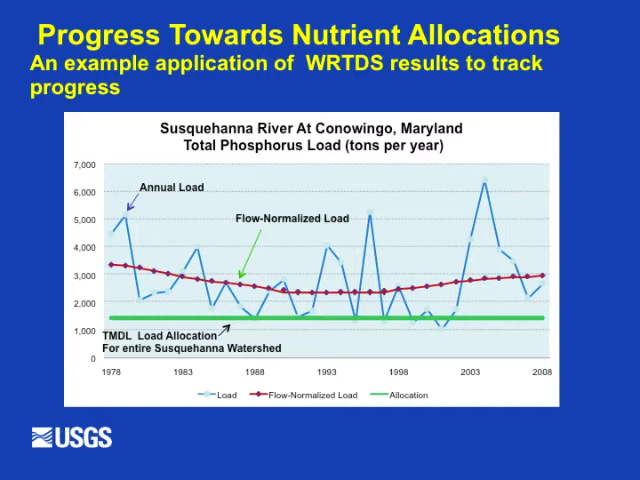 Progress Towards Nutrient Allocations
An example application of  WRTDS results to track
progress
Susquehanna River At Conowingo, Maryland
Total Phosphorus Load (tons per year)
7,000
6,000
5,000
4,000
3,000
2,000
1,000
0
Annual Load
Flow-Normalized Load
TMDL  Load Allocation
For entire Susquehanna Watershed
1978 1983 1988 1993 1998 2003 2008
Load Flow-Normalized Load Allocation
USGS